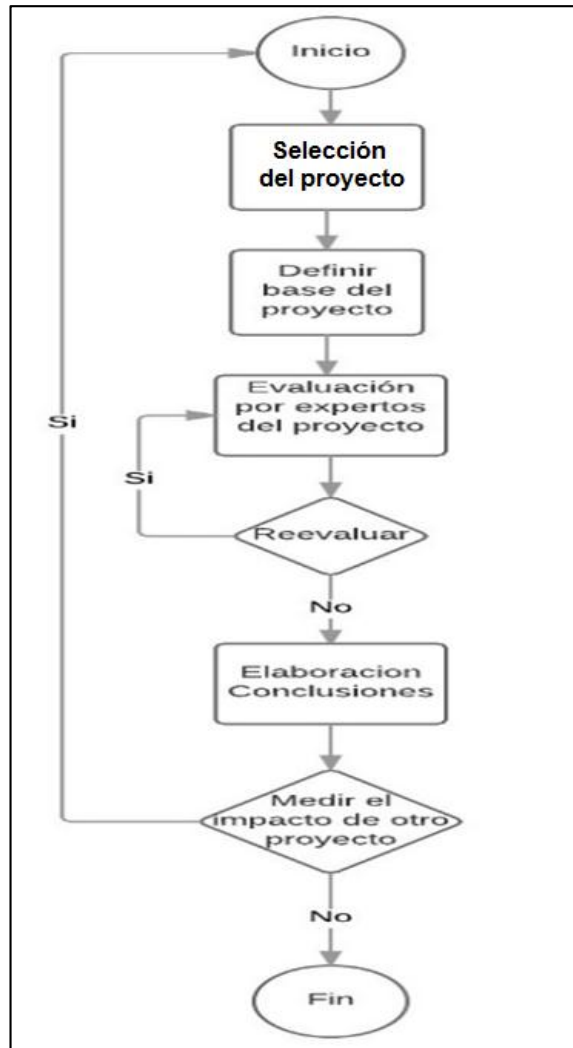 Inicio
Selección
del proyecto
Definir
base del
proyecto
Evaluación
por expertos
del proyecto
Si
Si
Reevaluar
No
Elaboracion
Conclusiones
Medir el
impacto de otro
proyecto
No
Fin